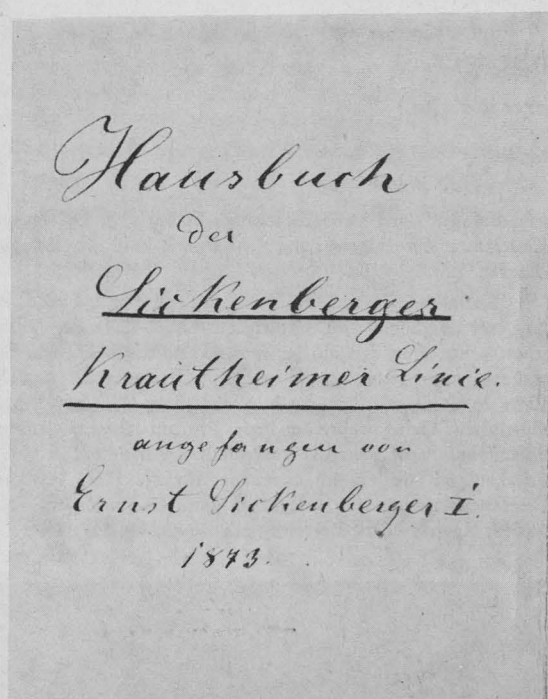 Hausbuch
der
Sickenberger
Krautheimer Linie.
angefangen von
Ernst Sickenberger I.
1873.